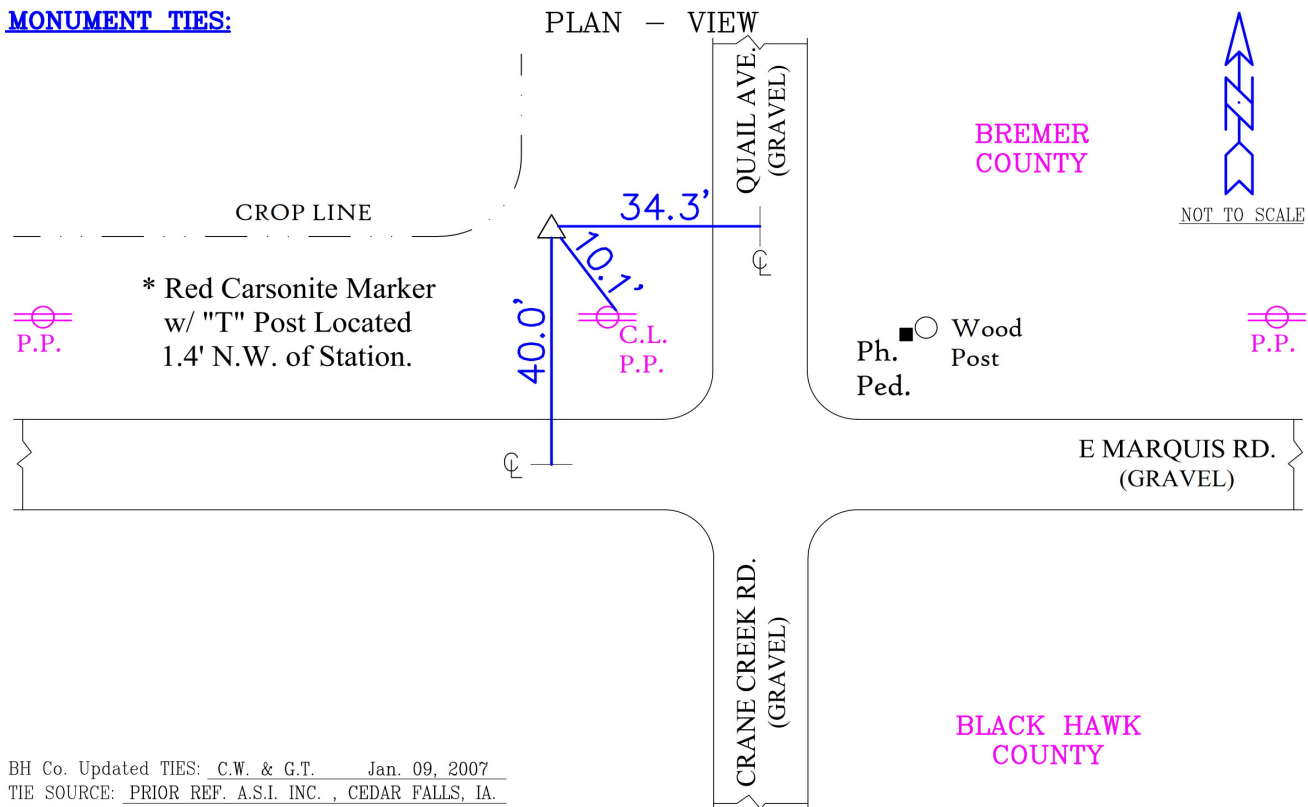 MONUMENT TIES:
PLAN - VIEW
QUAIL AVE.
(GRAVEL)
BREMER
COUNTY
N
NOT TO SCALE
CROP LINE
34.3'
10.1'
40.0'
℄
* Red Carsonite Marker
w/ "T" Post Located
1.4' N.W. of Station.
P.P.
C.L.
P.P.
Ph.
Ped.
Wood
Post
P.P.
℄
E MARQUIS RD.
(GRAVEL)
CRANE CREEK RD.
(GRAVEL)
BLACK HAWK
COUNTY
BH Co. Updated TIES: C.W. & G.T. Jan. 09, 2007
TIE SOURCE: PRIOR REF. A.S.I. INC. , CEDAR FALLS, IA.